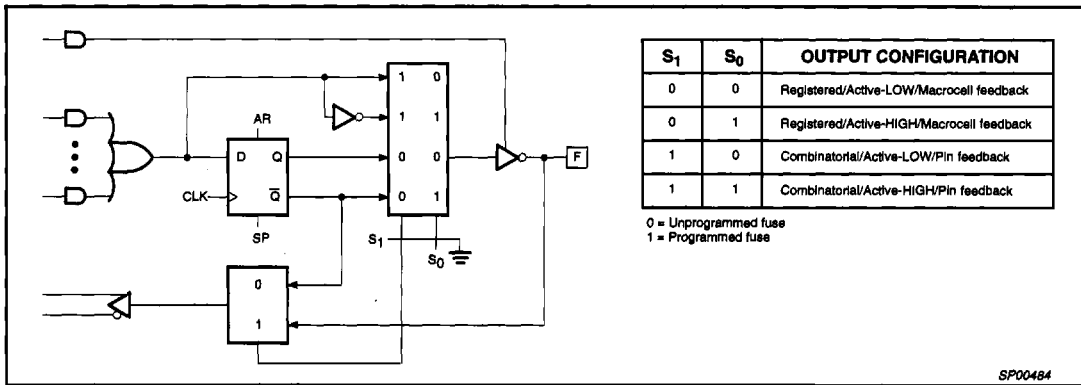 S1 S0 OUTPUT CONFIGURATION
0 0 Registered/Active-LOW/Macrocell feedback
0 1 Registered/Active-HIGH/Macrocell feedback
1 0 Combinatorial/Active-LOW/Pin feedback
1 1 Combinatorial/Active-HIGH/Pin feedback
0 = Unprogrammed fuse
1 = Programmed fuse
1 0
1 1
0 0
0 1
AR
D Q
CLK
Q̅
SP
F
S1
S0
0
1
SP00484